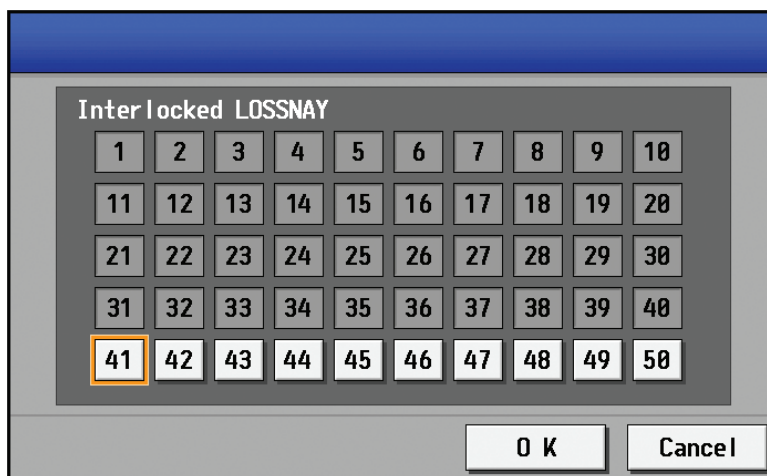 Interlocked LOSSNAY
1 2 3 4 5 6 7 8 9 10
11 12 13 14 15 16 17 18 19 20
21 22 23 24 25 26 27 28 29 30
31 32 33 34 35 36 37 38 39 40
41 42 43 44 45 46 47 48 49 50
O K Cancel